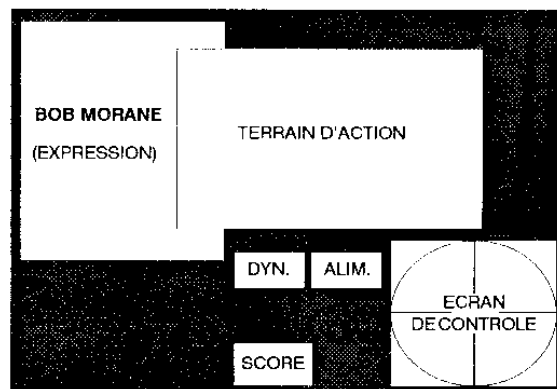 BOB MORANE
(EXPRESSION)
TERRAIN D'ACTION
DYN.
ALIM.
ECRAN
DE CONTROLE
SCORE